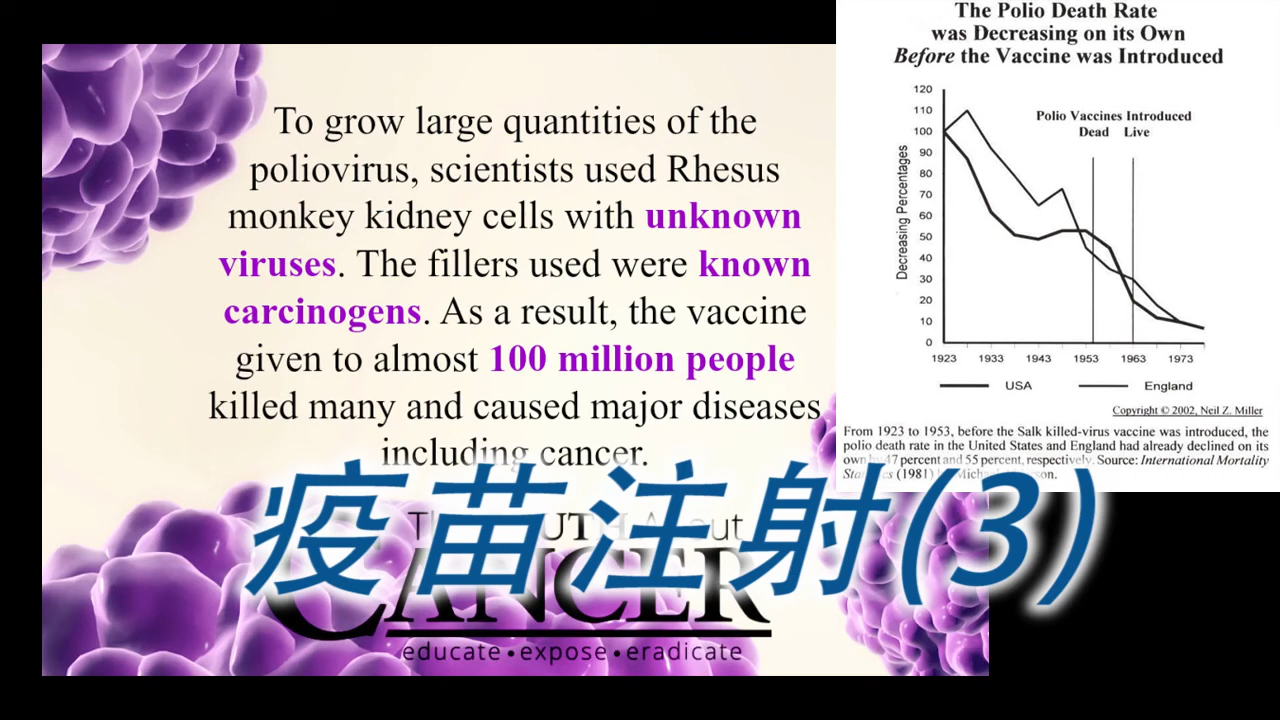 To grow large quantities of the
poliovirus, scientists used Rhesus
monkey kidney cells with unknown
viruses. The fillers used were known
carcinogens. As a result, the vaccine
given to almost 100 million people
killed many and caused major diseases
including cancer.
The Polio Death Rate
was Decreasing on its Own
Before the Vaccine was Introduced
Polio Vaccines Introduced
Dead Live
Decreasing Percentages
120
110
100
90
80
70
60
50
40
30
20
10
0
1923 1933 1943 1953 1963 1973
USA England
Copyright © 2002, Neil Z. Miller
From 1923 to 1953, before the Salk killed-virus vaccine was introduced, the
polio death rate in the United States and England had already declined on its
own by 47 percent and 55 percent, respectively. Source: International Mortality
(1981)
疫苗注射(3)
About
CANCER
educate • expose • eradicate